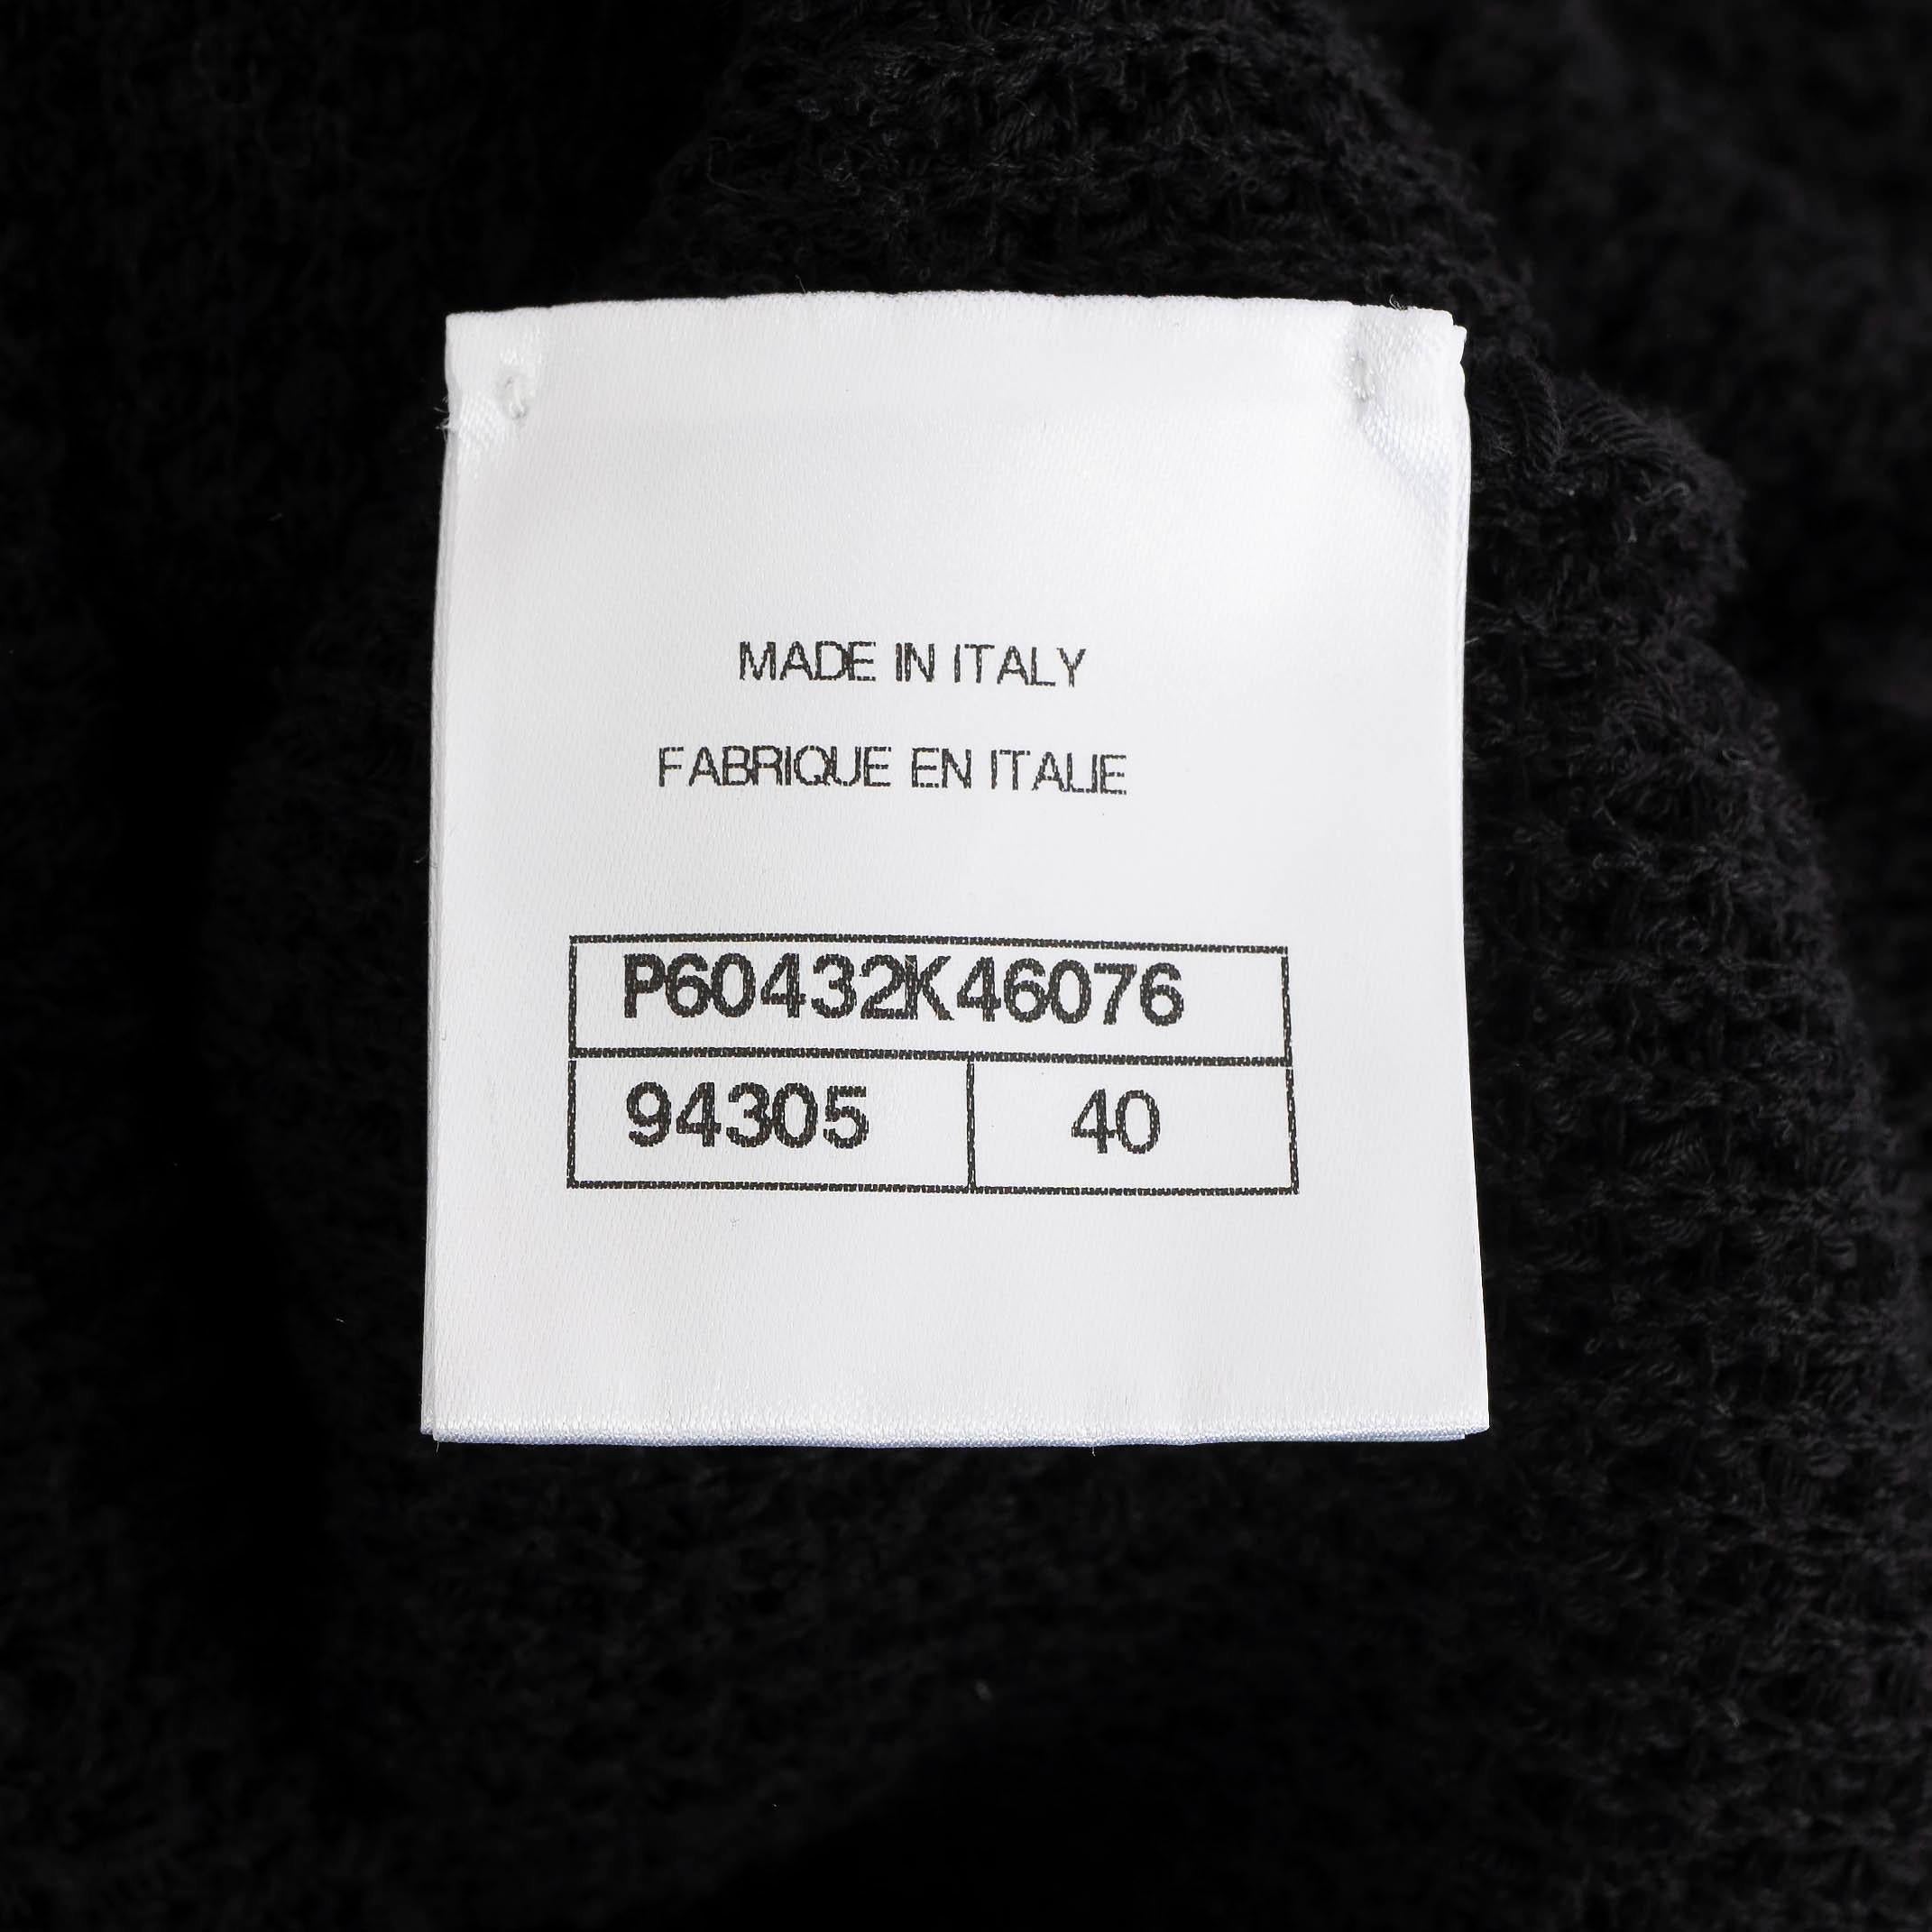 MADE IN ITALY
FABRIQUE EN ITALIE
P60432K46076
94305 40